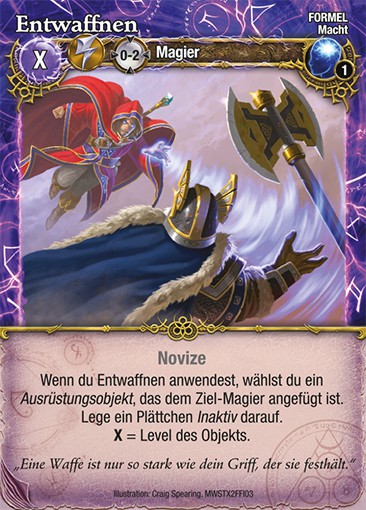 Entwaffnen
FORMEL
Macht
X
0-2
Magier
1
Novize
Wenn du Entwaffnen anwendest, wählst du ein
Ausrüstungsobjekt, das dem Ziel-Magier angefügt ist.
Lege ein Plättchen Inaktiv darauf.
X = Level des Objekts.
„Eine Waffe ist nur so stark wie dein Griff, der sie festhält.“
Illustration: Craig Spearing, MWSTX2FFI03